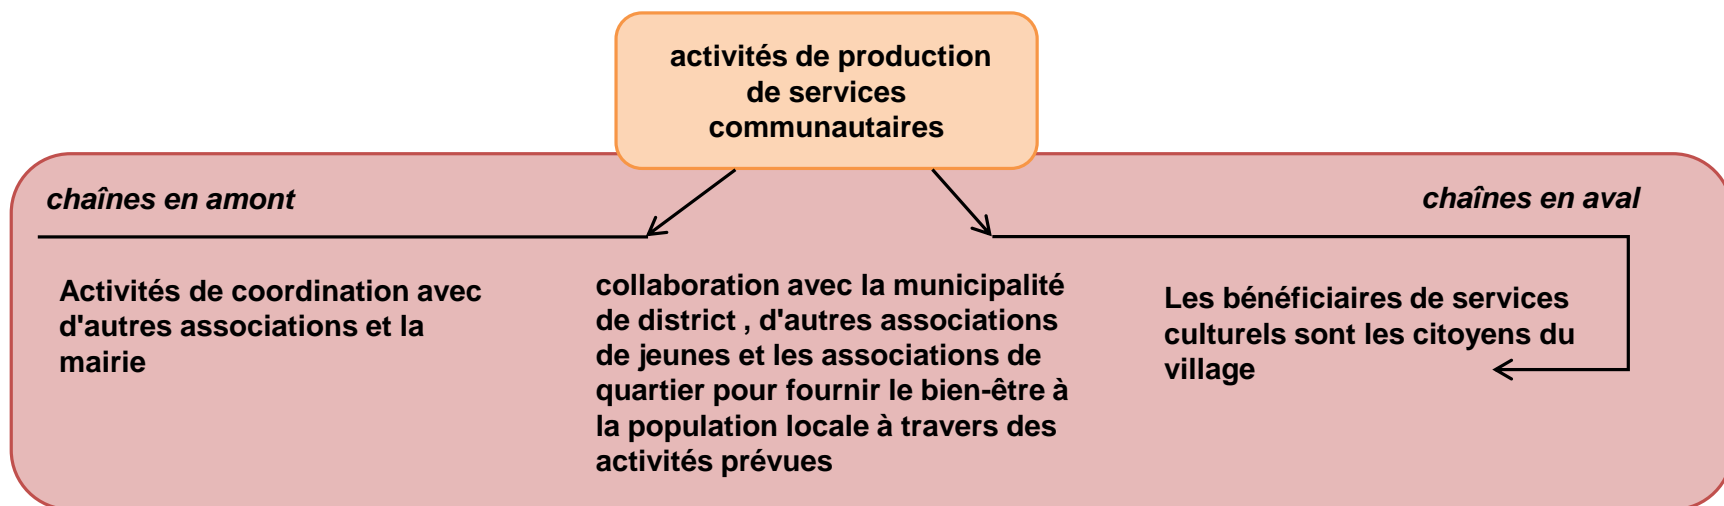 activités de production
de services
communautaires
chaînes en amont
chaînes en aval
Activités de coordination avec
d'autres associations et la
mairie
collaboration avec la municipalité
de district , d'autres associations
de jeunes et les associations de
quartier pour fournir le bien-être à
la population locale à travers des
activités prévues
Les bénéficiaires de services
culturels sont les citoyens du
village